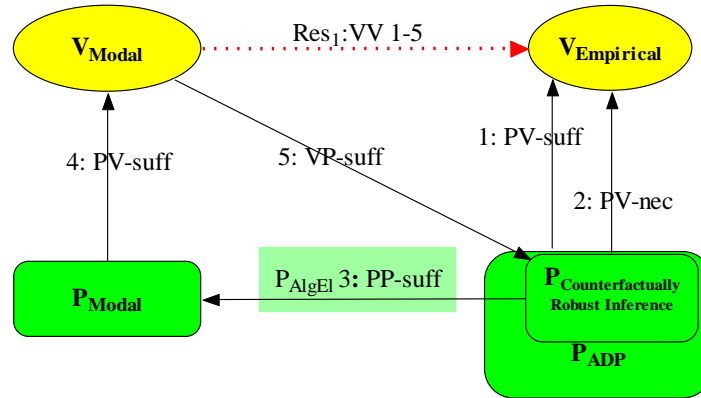 Res1:VV 1-5
VModal
VEmpirical
1: PV-suff
4: PV-suff
5: VP-suff
2: PV-nec
PAlgEl 3: PP-suff
PModal
PCounterfactually
Robust Inference
PADP